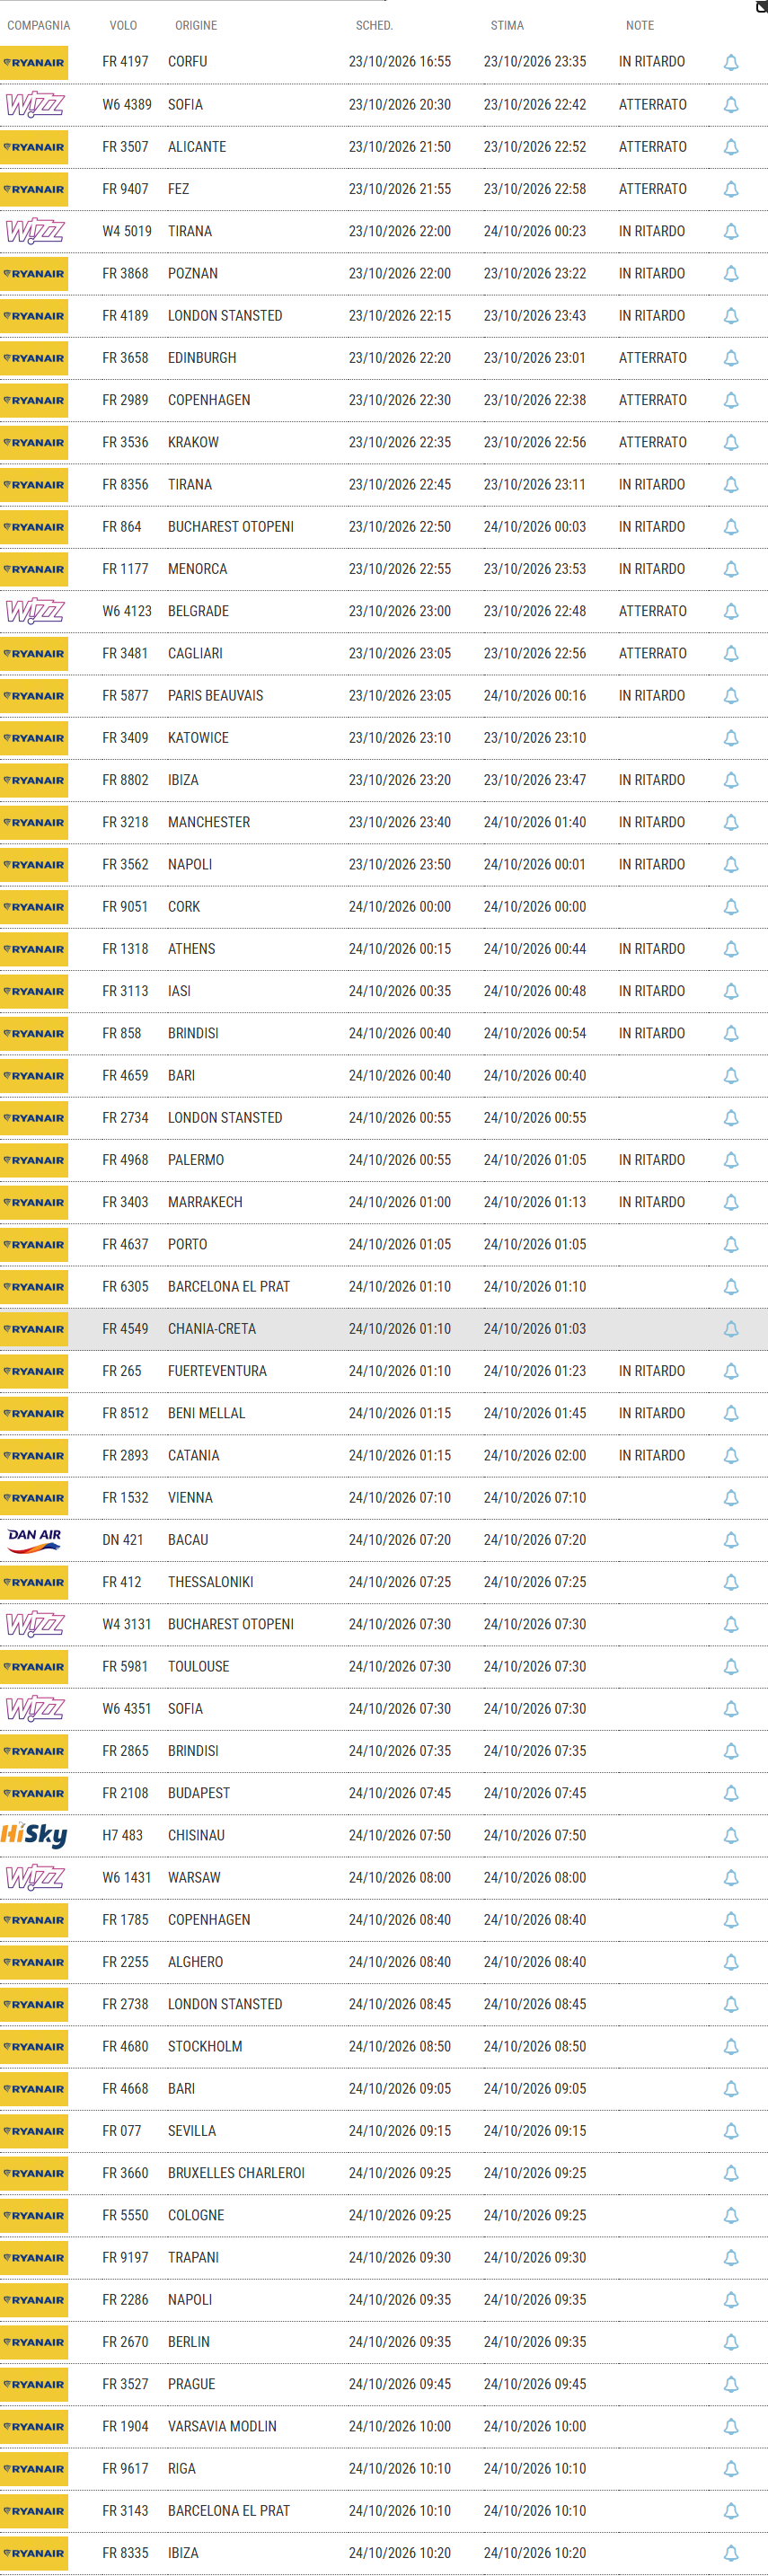 COMPAGNIA VOLO ORIGINE SCHED. STIMA NOTE
RYANAIR FR 4197 CORFU 23/10/2026 16:55 23/10/2026 23:35 IN RITARDO
Wizz W6 4389 SOFIA 23/10/2026 20:30 23/10/2026 22:42 ATTERRATO
RYANAIR FR 3507 ALICANTE 23/10/2026 21:50 23/10/2026 22:52 ATTERRATO
RYANAIR FR 9407 FEZ 23/10/2026 21:55 23/10/2026 22:58 ATTERRATO
Wizz W4 5019 TIRANA 23/10/2026 22:00 24/10/2026 00:23 IN RITARDO
RYANAIR FR 3868 POZNAN 23/10/2026 22:00 23/10/2026 23:22 IN RITARDO
RYANAIR FR 4189 LONDON STANSTED 23/10/2026 22:15 23/10/2026 23:43 IN RITARDO
RYANAIR FR 3658 EDINBURGH 23/10/2026 22:20 23/10/2026 23:01 ATTERRATO
RYANAIR FR 2989 COPENHAGEN 23/10/2026 22:30 23/10/2026 22:38 ATTERRATO
RYANAIR FR 3536 KRAKOW 23/10/2026 22:35 23/10/2026 22:56 ATTERRATO
RYANAIR FR 8356 TIRANA 23/10/2026 22:45 23/10/2026 23:11 IN RITARDO
RYANAIR FR 864 BUCHAREST OTOPENI 23/10/2026 22:50 24/10/2026 00:03 IN RITARDO
RYANAIR FR 1177 MENORCA 23/10/2026 22:55 23/10/2026 23:53 IN RITARDO
Wizz W6 4123 BELGRADE 23/10/2026 23:00 23/10/2026 22:48 ATTERRATO
RYANAIR FR 3481 CAGLIARI 23/10/2026 23:05 23/10/2026 22:56 ATTERRATO
RYANAIR FR 5877 PARIS BEAUVAIS 23/10/2026 23:05 24/10/2026 00:16 IN RITARDO
RYANAIR FR 3409 KATOWICE 23/10/2026 23:10 23/10/2026 23:10
RYANAIR FR 8802 IBIZA 23/10/2026 23:20 23/10/2026 23:47 IN RITARDO
RYANAIR FR 3218 MANCHESTER 23/10/2026 23:40 24/10/2026 01:40 IN RITARDO
RYANAIR FR 3562 NAPOLI 23/10/2026 23:50 24/10/2026 00:01 IN RITARDO
RYANAIR FR 9051 CORK 24/10/2026 00:00 24/10/2026 00:00
RYANAIR FR 1318 ATHENS 24/10/2026 00:15 24/10/2026 00:44 IN RITARDO
RYANAIR FR 3113 IASI 24/10/2026 00:35 24/10/2026 00:48 IN RITARDO
RYANAIR FR 858 BRINDISI 24/10/2026 00:40 24/10/2026 00:54 IN RITARDO
RYANAIR FR 4659 BARI 24/10/2026 00:40 24/10/2026 00:40
RYANAIR FR 2734 LONDON STANSTED 24/10/2026 00:55 24/10/2026 00:55
RYANAIR FR 4968 PALERMO 24/10/2026 00:55 24/10/2026 01:05 IN RITARDO
RYANAIR FR 3403 MARRAKECH 24/10/2026 01:00 24/10/2026 01:13 IN RITARDO
RYANAIR FR 4637 PORTO 24/10/2026 01:05 24/10/2026 01:05
RYANAIR FR 6305 BARCELONA EL PRAT 24/10/2026 01:10 24/10/2026 01:10
RYANAIR FR 4549 CHANIA-CRETA 24/10/2026 01:10 24/10/2026 01:03
RYANAIR FR 265 FUERTEVENTURA 24/10/2026 01:10 24/10/2026 01:23 IN RITARDO
RYANAIR FR 8512 BENI MELLAL 24/10/2026 01:15 24/10/2026 01:45 IN RITARDO
RYANAIR FR 2893 CATANIA 24/10/2026 01:15 24/10/2026 02:00 IN RITARDO
RYANAIR FR 1532 VIENNA 24/10/2026 07:10 24/10/2026 07:10
DAN AIR DN 421 BACAU 24/10/2026 07:20 24/10/2026 07:20
RYANAIR FR 412 THESSALONIKI 24/10/2026 07:25 24/10/2026 07:25
Wizz W4 3131 BUCHAREST OTOPENI 24/10/2026 07:30 24/10/2026 07:30
RYANAIR FR 5981 TOULOUSE 24/10/2026 07:30 24/10/2026 07:30
Wizz W6 4351 SOFIA 24/10/2026 07:30 24/10/2026 07:30
RYANAIR FR 2865 BRINDISI 24/10/2026 07:35 24/10/2026 07:35
RYANAIR FR 2108 BUDAPEST 24/10/2026 07:45 24/10/2026 07:45
HiSky H7 483 CHISINAU 24/10/2026 07:50 24/10/2026 07:50
Wizz W6 1431 WARSAW 24/10/2026 08:00 24/10/2026 08:00
RYANAIR FR 1785 COPENHAGEN 24/10/2026 08:40 24/10/2026 08:40
RYANAIR FR 2255 ALGHERO 24/10/2026 08:40 24/10/2026 08:40
RYANAIR FR 2738 LONDON STANSTED 24/10/2026 08:45 24/10/2026 08:45
RYANAIR FR 4680 STOCKHOLM 24/10/2026 08:50 24/10/2026 08:50
RYANAIR FR 4668 BARI 24/10/2026 09:05 24/10/2026 09:05
RYANAIR FR 077 SEVILLA 24/10/2026 09:15 24/10/2026 09:15
RYANAIR FR 3660 BRUXELLES CHARLEROI 24/10/2026 09:25 24/10/2026 09:25
RYANAIR FR 5550 COLOGNE 24/10/2026 09:25 24/10/2026 09:25
RYANAIR FR 9197 TRAPANI 24/10/2026 09:30 24/10/2026 09:30
RYANAIR FR 2286 NAPOLI 24/10/2026 09:35 24/10/2026 09:35
RYANAIR FR 2670 BERLIN 24/10/2026 09:35 24/10/2026 09:35
RYANAIR FR 3527 PRAGUE 24/10/2026 09:45 24/10/2026 09:45
RYANAIR FR 1904 VARSAVIA MODLIN 24/10/2026 10:00 24/10/2026 10:00
RYANAIR FR 9617 RIGA 24/10/2026 10:10 24/10/2026 10:10
RYANAIR FR 3143 BARCELONA EL PRAT 24/10/2026 10:10 24/10/2026 10:10
RYANAIR FR 8335 IBIZA 24/10/2026 10:20 24/10/2026 10:20